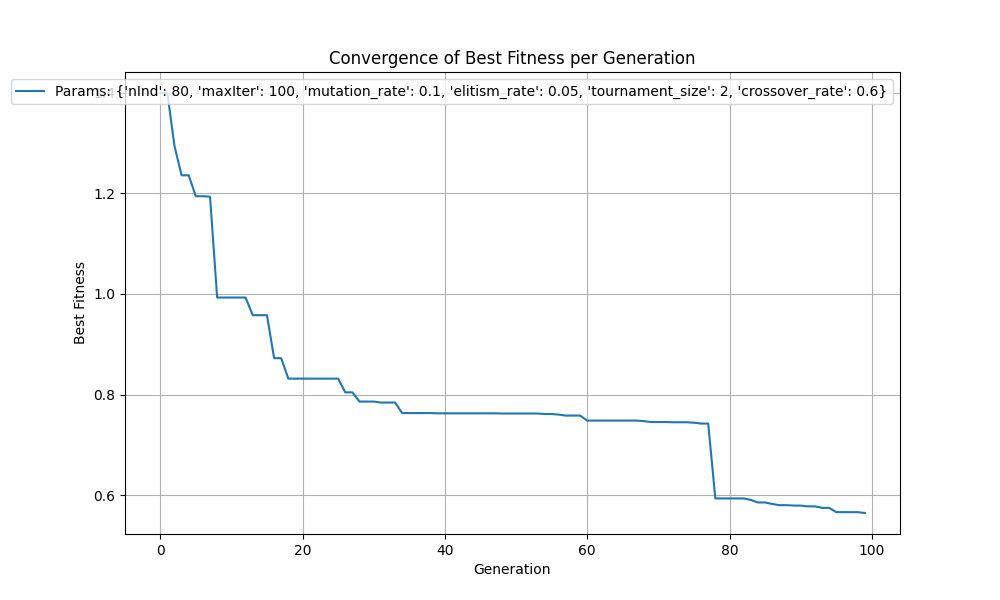 Convergence of Best Fitness per Generation
Params: {'nInd': 80, 'maxIter': 100, 'mutation_rate': 0.1, 'elitism_rate': 0.05, 'tournament_size': 2, 'crossover_rate': 0.6}
1.2
1.0
0.8
0.6
Best Fitness
0
20
40
60
80
100
Generation